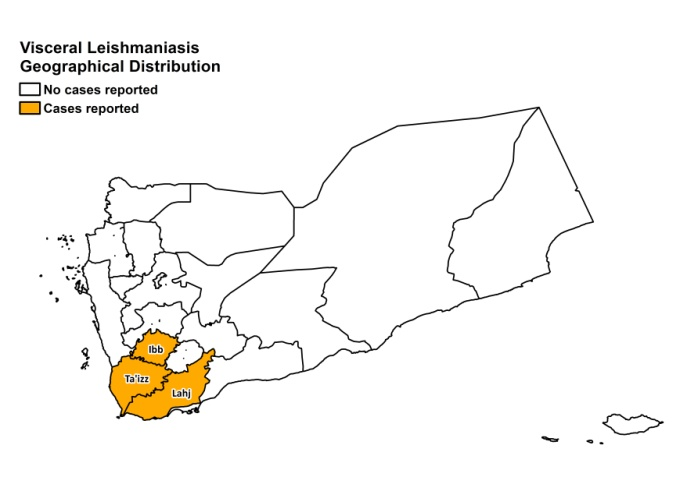 Visceral Leishmaniasis
Geographical Distribution
No cases reported
Cases reported
Ibb
Ta'izz
Lahj